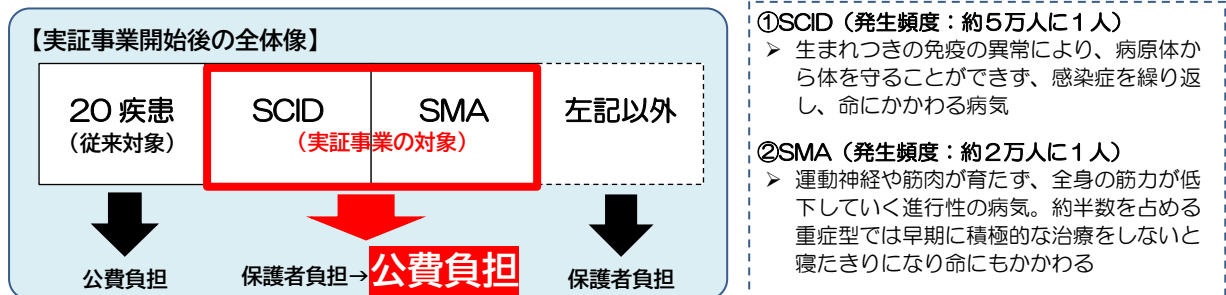 【実証事業開始後の全体像】
20 疾患
（従来対象）
SCID
SMA
（実証事業の対象）
左記以外
公費負担
保護者負担→公費負担
保護者負担
①SCID（発生頻度：約５万人に１人）
➢ 生まれつきの免疫の異常により、病原体か
ら体を守ることができず、感染症を繰り返
し、命にかかわる病気
②SMA（発生頻度：約２万人に１人）
➢ 運動神経や筋肉が育たず、全身の筋力が低
下していく進行性の病気。約半数を占める
重症型では早期に積極的な治療をしないと
寝たきりになり命にもかかわる